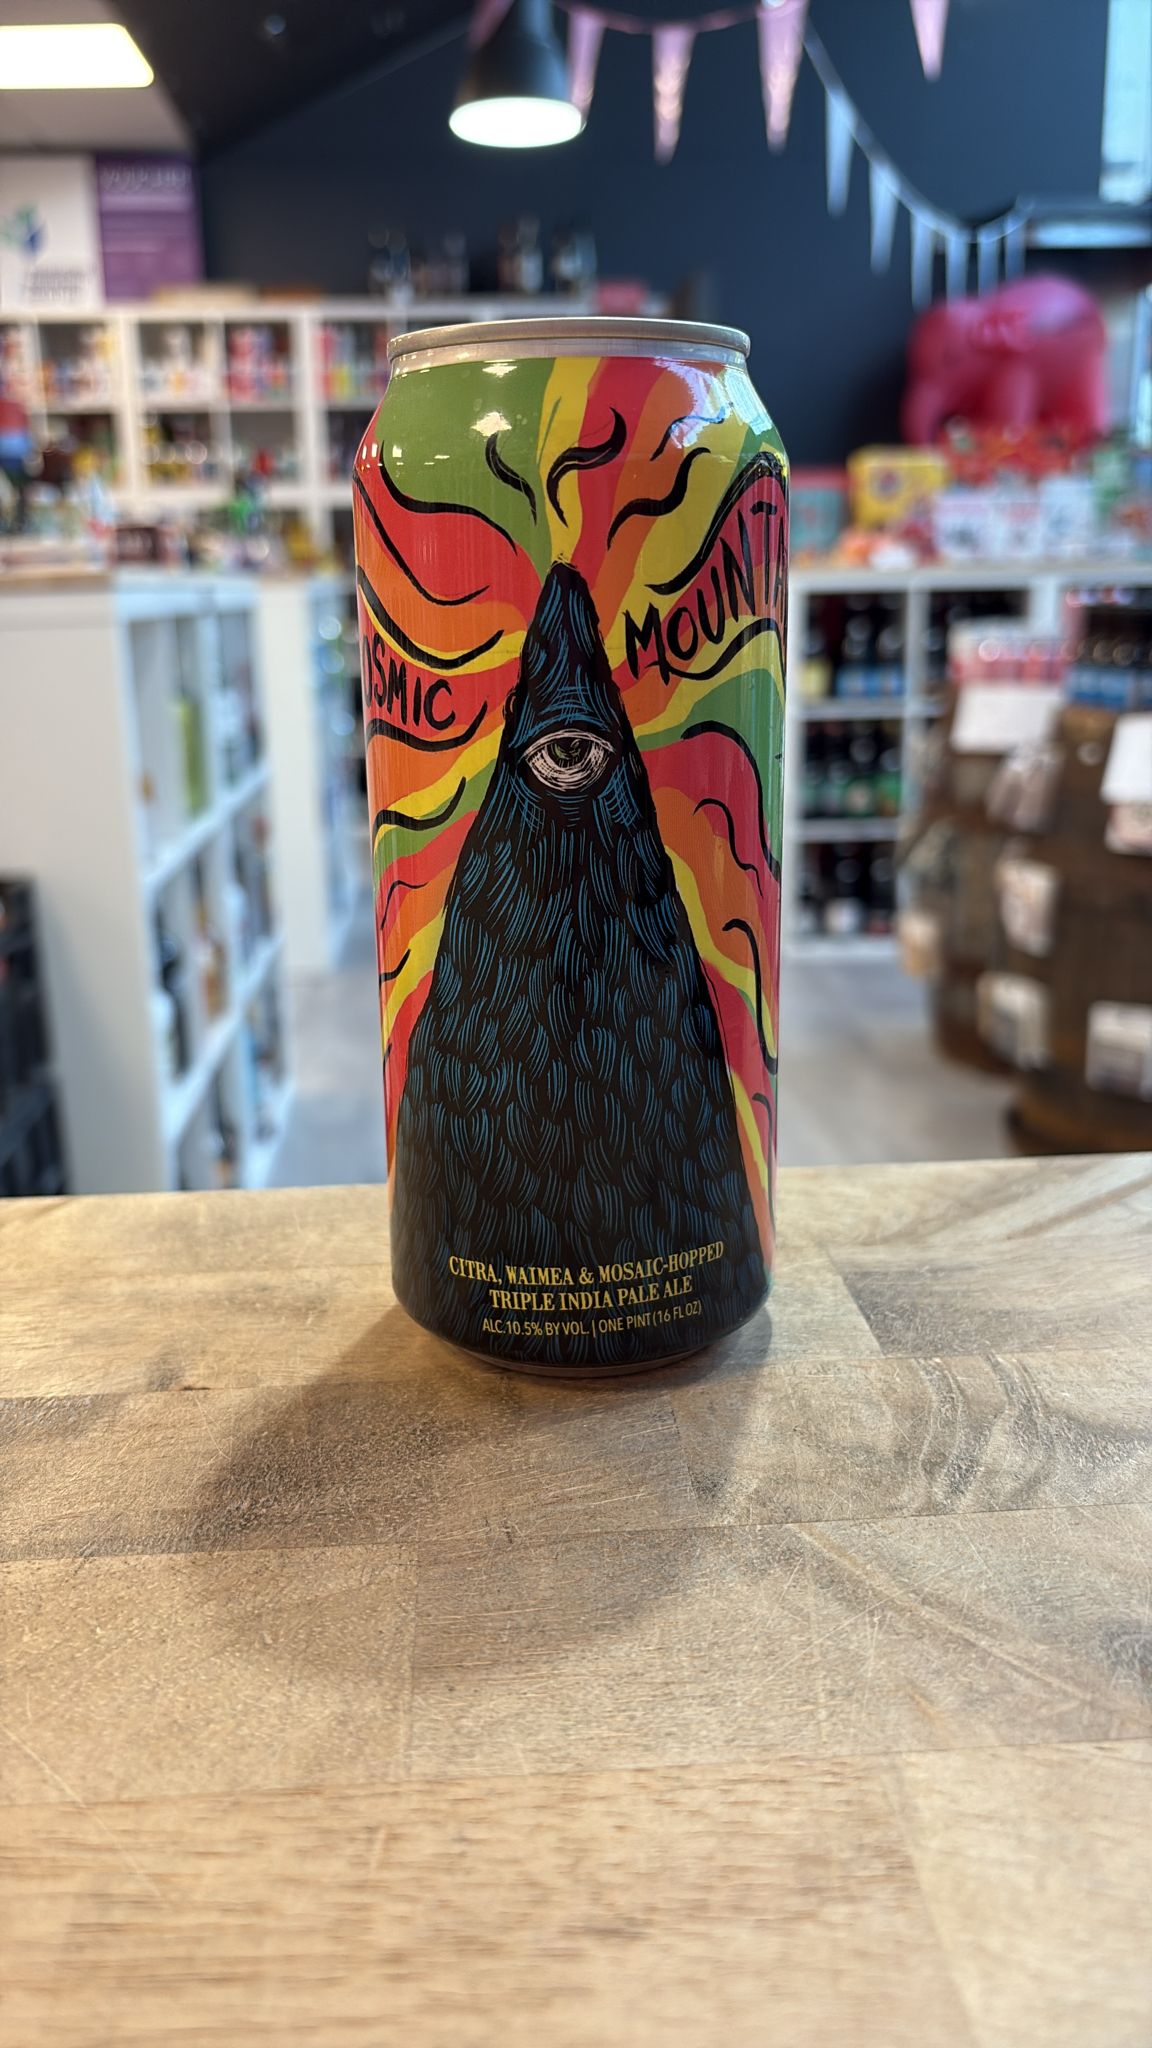 OSMIC
MOUNTA
CITRA, WAIMEA & MOSAIC-HOPPED
TRIPLE INDIA PALE ALE
ALC.10.5% BY VOL. | ONE PINT (16 FL OZ)